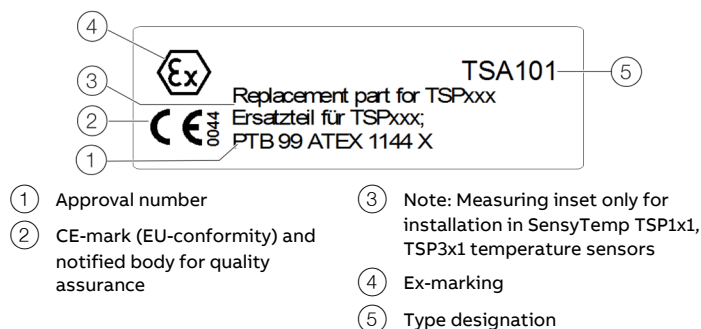 4
Ex
TSA101
5
3
Replacement part for TSPxxx
2
CE
0044
Ersatzteil für TSPxxx;
1
PTB 99 ATEX 1144 X
1 Approval number
2 CE-mark (EU-conformity) and
notified body for quality
assurance
3 Note: Measuring inset only for
installation in SensyTemp TSP1x1,
TSP3x1 temperature sensors
4 Ex-marking
5 Type designation